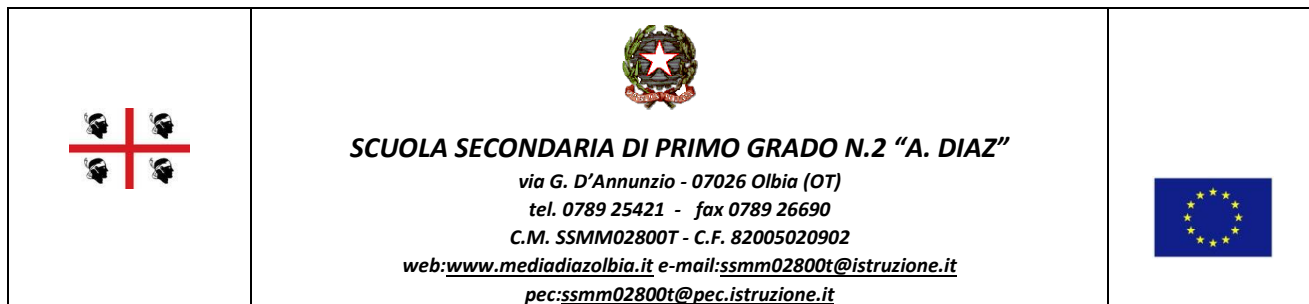 SCUOLA SECONDARIA DI PRIMO GRADO N.2 “A. DIAZ”
via G. D’Annunzio - 07026 Olbia (OT)
tel. 0789 25421 - fax 0789 26690
C.M. SSMM02800T - C.F. 82005020902
web:www.mediadiazolbia.it e-mail:ssmm02800t@istruzione.it
pec:ssmm02800t@pec.istruzione.it